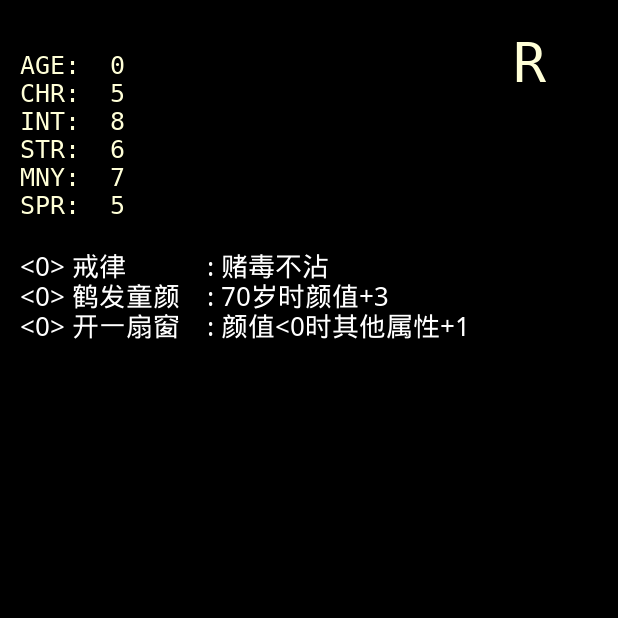 R
AGE: 0
CHR: 5
INT: 8
STR: 6
MNY: 7
SPR: 5
<0> 戒律 : 赌毒不沾
<0> 鹤发童颜 : 70岁时颜值+3
<0> 开一扇窗 : 颜值<0时其他属性+1